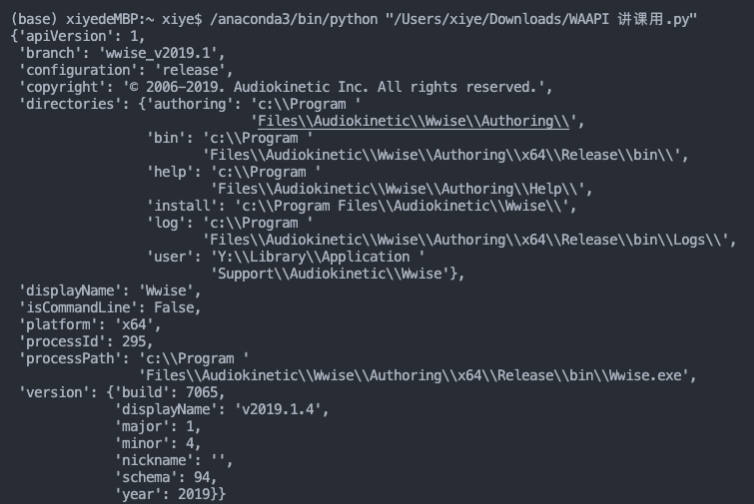 (base) xiyedeMBP:~ xiye$ /anaconda3/bin/python "/Users/xiye/Downloads/WAAPI 讲课用.py"
{'apiVersion': 1,
 'branch': 'wwise_v2019.1',
 'configuration': 'release',
 'copyright': '© 2006-2019. Audiokinetic Inc. All rights reserved.',
 'directories': {'authoring': 'c:\\Program '
                              'Files\\Audiokinetic\\Wwise\\Authoring\\',
                 'bin': 'c:\\Program '
                        'Files\\Audiokinetic\\Wwise\\Authoring\\x64\\Release\\bin\\',
                 'help': 'c:\\Program '
                         'Files\\Audiokinetic\\Wwise\\Authoring\\Help\\',
                 'install': 'c:\\Program Files\\Audiokinetic\\Wwise\\',
                 'log': 'c:\\Program '
                        'Files\\Audiokinetic\\Wwise\\Authoring\\x64\\Release\\bin\\Logs\\',
                 'user': 'Y:\\Library\\Application '
                         'Support\\Audiokinetic\\Wwise'},
 'displayName': 'Wwise',
 'isCommandLine': False,
 'platform': 'x64',
 'processId': 295,
 'processPath': 'c:\\Program '
                'Files\\Audiokinetic\\Wwise\\Authoring\\x64\\Release\\bin\\Wwise.exe',
 'version': {'build': 7065,
             'displayName': 'v2019.1.4',
             'major': 1,
             'minor': 4,
             'nickname': '',
             'schema': 94,
             'year': 2019}}